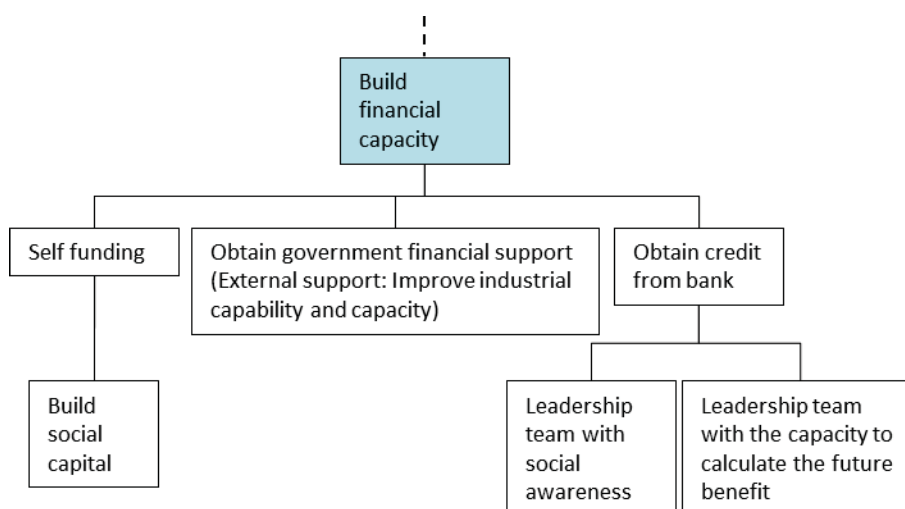 Build
financial
capacity
Self funding
Obtain government financial support
(External support: Improve industrial
capability and capacity)
Obtain credit
from bank
Build
social
capital
Leadership
team with
social
awareness
Leadership team
with the capacity to
calculate the future
benefit